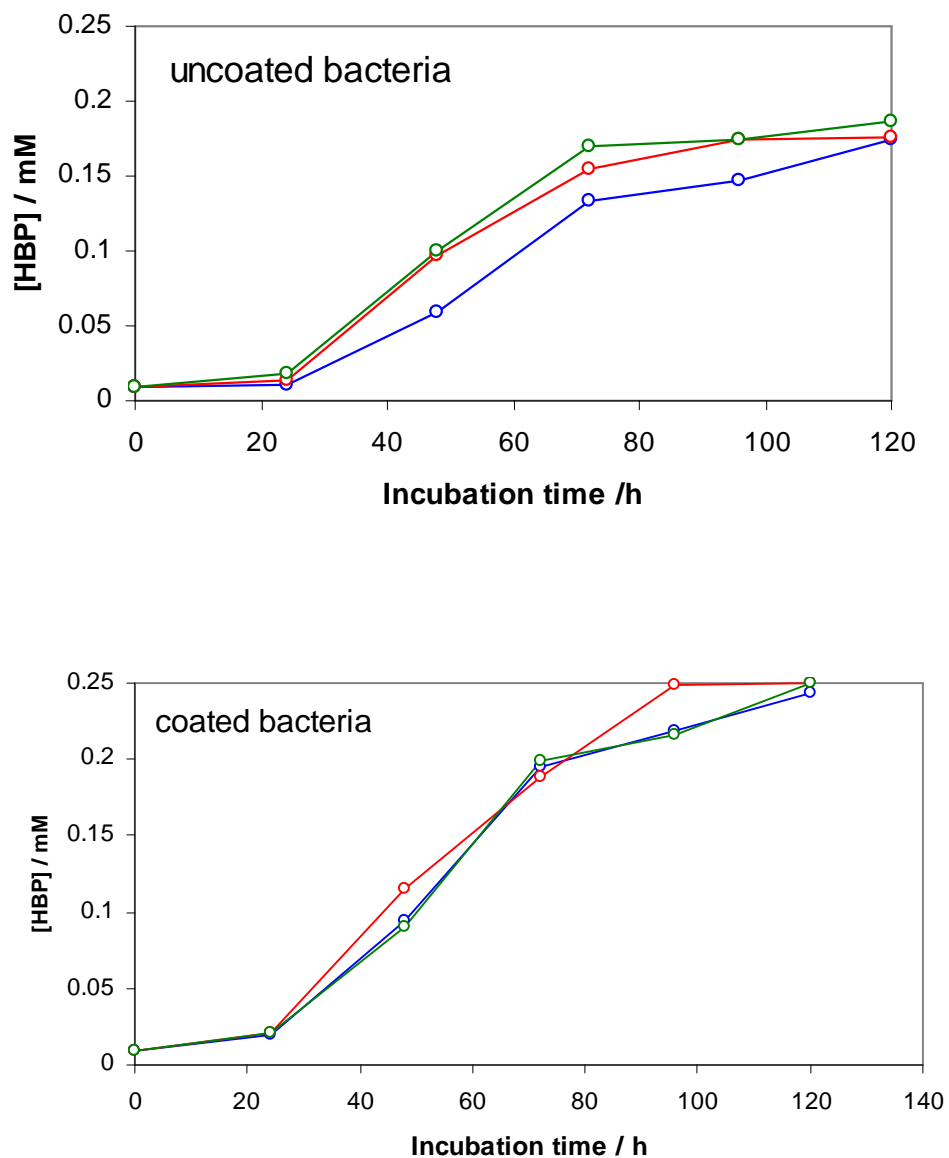 0.25
uncoated bacteria
0.2
0.15
0.1
0.05
0
[HBP] / mM
0 20 40 60 80 100 120
Incubation time /h
0.25
coated bacteria
0.2
0.15
0.1
0.05
0
[HBP] / mM
0 20 40 60 80 100 120 140
Incubation time / h